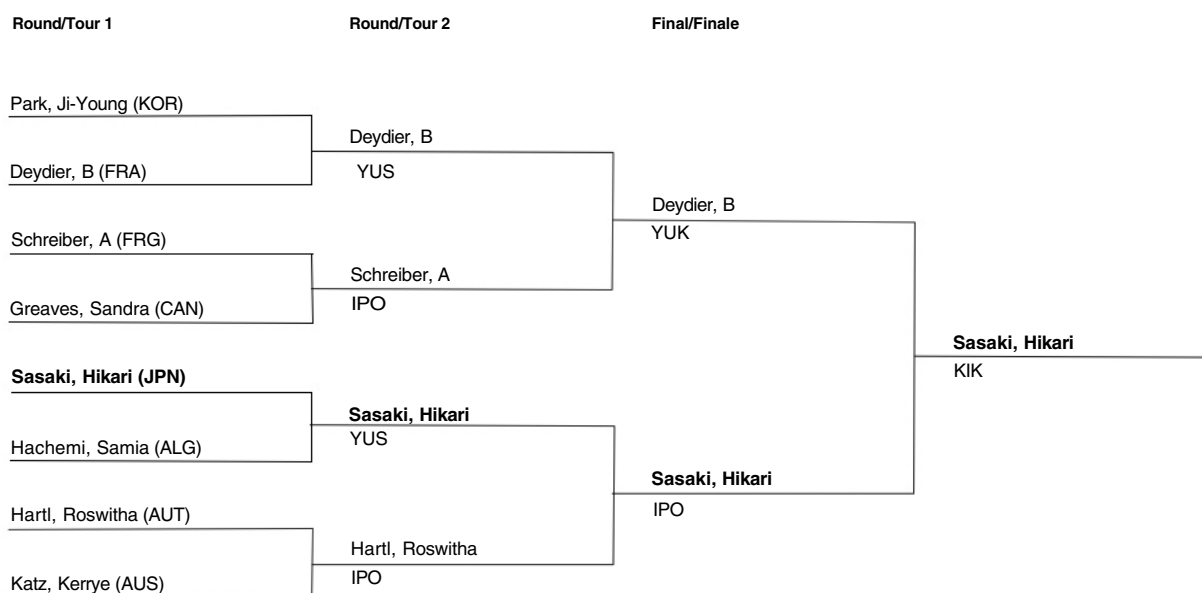 Round/Tour 1
Round/Tour 2
Final/Finale
Park, Ji-Young (KOR)
Deydier, B
Deydier, B (FRA)
YUS
Deydier, B
YUK
Schreiber, A (FRG)
Schreiber, A
IPO
Greaves, Sandra (CAN)
Sasaki, Hikari
KIK
Sasaki, Hikari (JPN)
Sasaki, Hikari
YUS
Hachemi, Samia (ALG)
Sasaki, Hikari
IPO
Hartl, Roswitha (AUT)
Hartl, Roswitha
IPO
Katz, Kerrye (AUS)